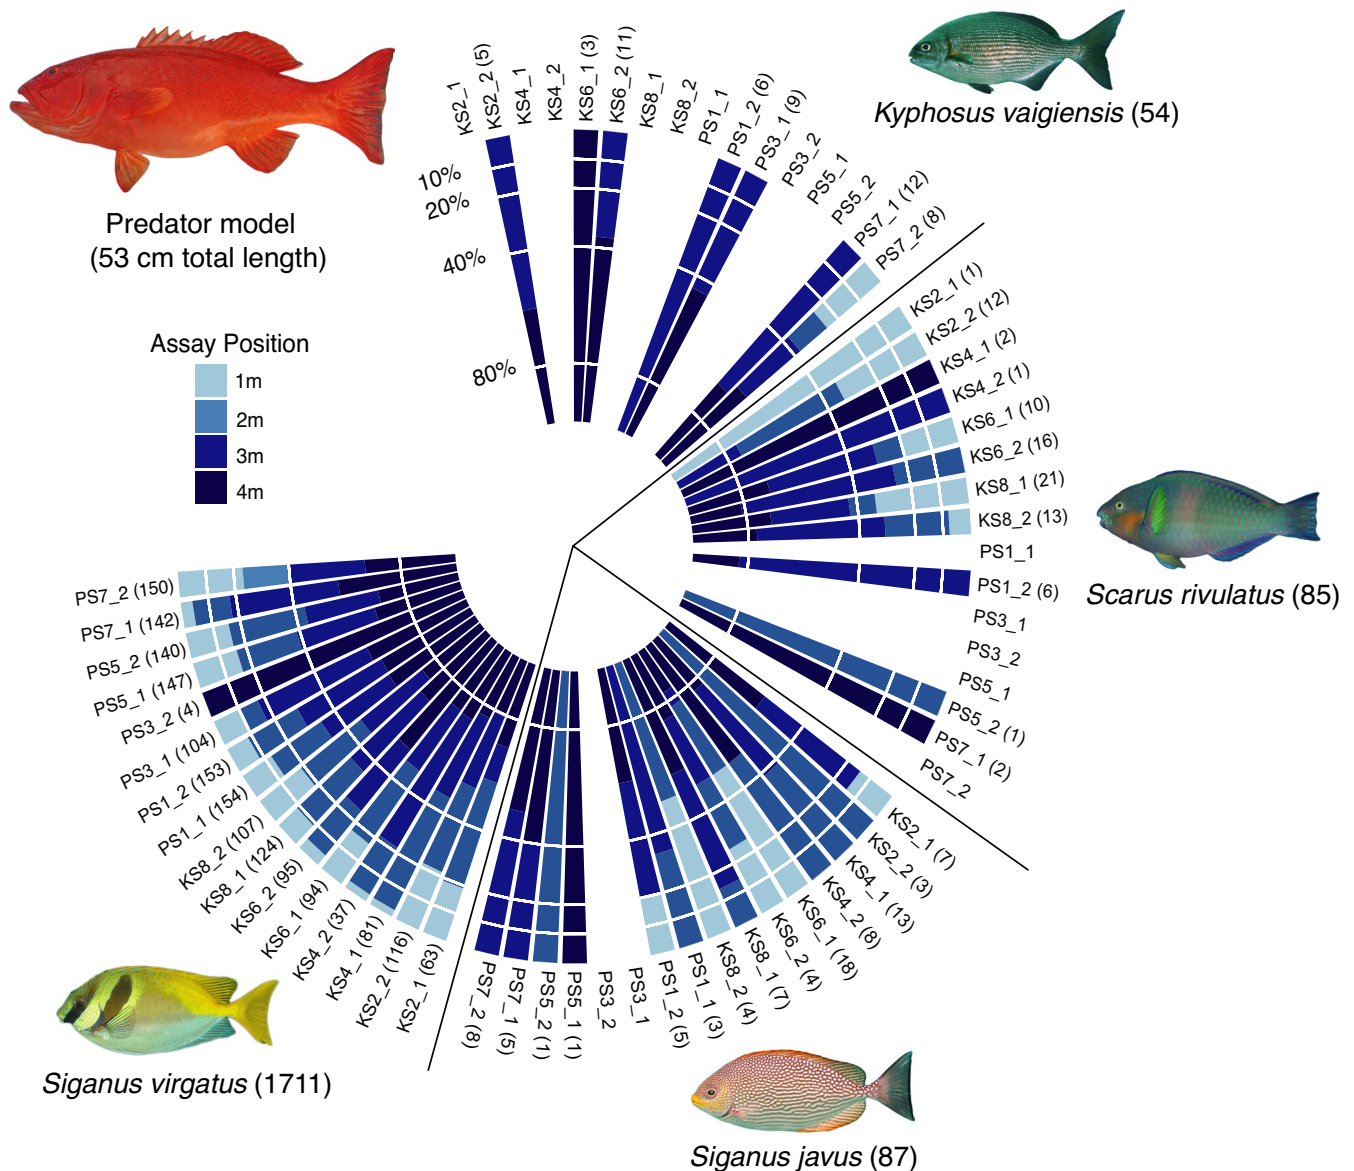 Predator model
(53 cm total length)
Assay Position
1m
2m
3m
4m
10%
20%
40%
80%
KS2_1
KS2_2 (5)
KS4_1
KS4_2
KS6_1 (3)
KS6_2 (11)
KS8_1
KS8_2
PS1_1
PS1_2 (6)
PS3_1 (9)
PS3_2
PS5_1
PS5_2
PS7_1 (12)
PS7_2 (8)
Kyphosus vaigiensis (54)
KS2_1 (1)
KS2_2 (12)
KS4_1 (2)
KS4_2 (1)
KS6_1 (10)
KS6_2 (16)
KS8_1 (21)
KS8_2 (13)
PS1_1
PS1_2 (6)
PS3_1
PS3_2
PS5_1
PS5_2 (1)
PS7_1 (2)
PS7_2
Scarus rivulatus (85)
KS2_1 (7)
KS2_2 (3)
KS4_1 (13)
KS4_2 (8)
KS6_1 (18)
KS6_2 (4)
KS8_1 (7)
KS8_2 (4)
PS1_1 (3)
PS1_2 (5)
PS3_1
PS3_2
PS5_1 (1)
PS5_2 (1)
PS7_1 (5)
PS7_2 (8)
Siganus javus (87)
KS2_1 (63)
KS2_2 (116)
KS4_1 (81)
KS4_2 (37)
KS6_1 (94)
KS6_2 (95)
KS8_1 (124)
KS8_2 (107)
PS1_1 (154)
PS1_2 (153)
PS3_1 (104)
PS3_2 (4)
PS5_1 (147)
PS5_2 (140)
PS7_1 (142)
PS7_2 (150)
Siganus virgatus (1711)